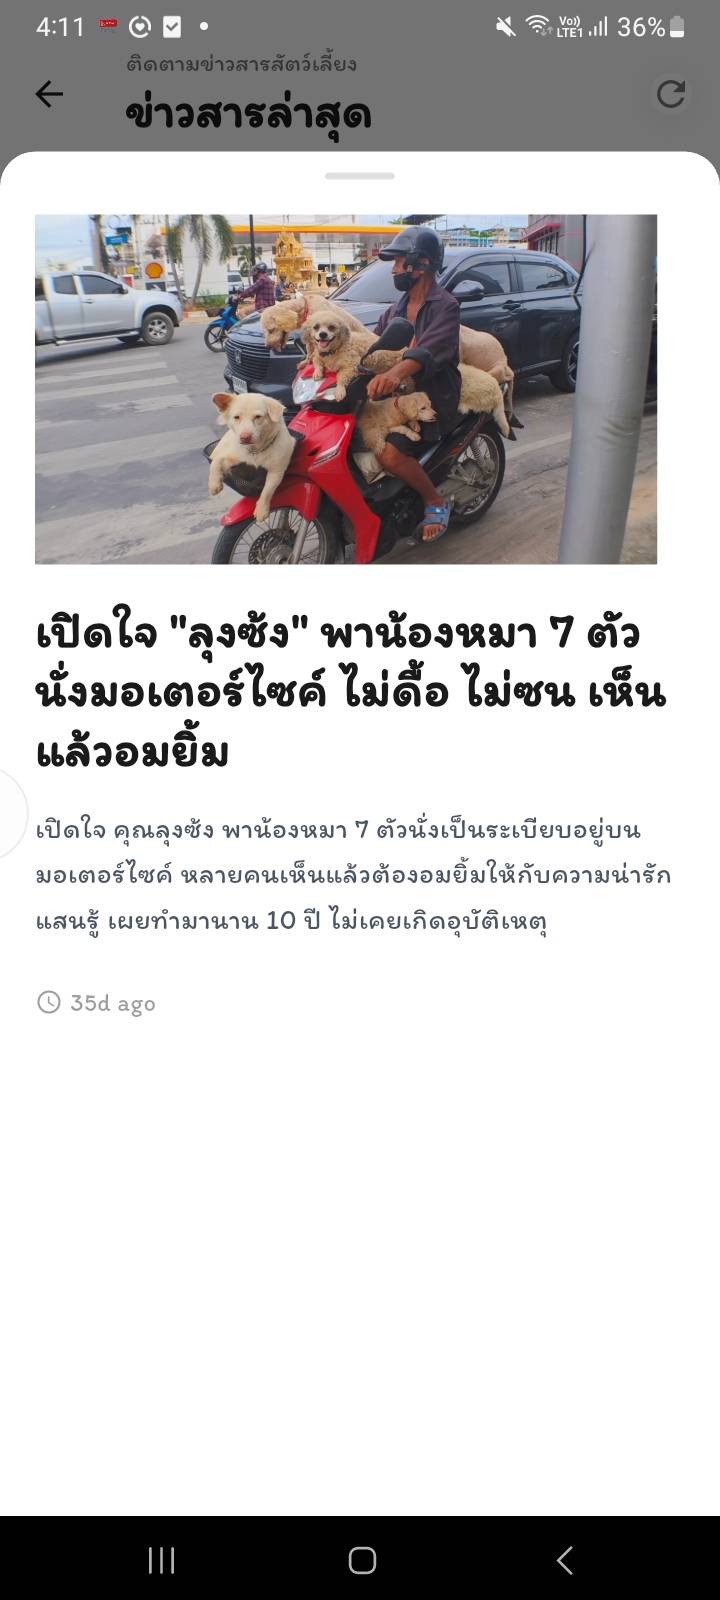 4:11
Vo))
LTE1
36%
ติดตามข่าวสารสัตว์เลี้ยง
ข่าวสารล่าสุด
เปิดใจ "ลุงซ้ง" พาน้องหมา 7 ตัว
นั่งมอเตอร์ไซค์ ไม่ดื้อ ไม่ซน เห็น
แล้วอมยิ้ม
เปิดใจ คุณลุงซ้ง พาน้องหมา 7 ตัวนั่งเป็นระเบียบอยู่บน
มอเตอร์ไซค์ หลายคนเห็นแล้วต้องอมยิ้มให้กับความน่ารัก
แสนรู้ เผยทำมานาน 10 ปี ไม่เคยเกิดอุบัติเหตุ
35d ago